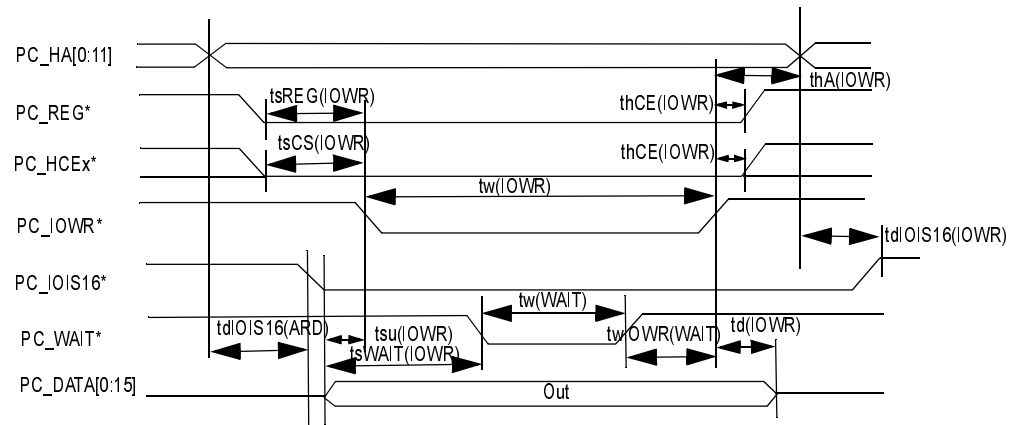 PC_HA[0:11]
thA(IOWR)
tsREG(IOWR)
thCE(IOWR)
PC_REG*
tsCS(IOWR)
thCE(IOWR)
PC_HCEx*
tw(IOWR)
PC_IOWR*
tdIOIS16(IOWR)
PC_IOIS16*
tw(WAIT)
tdIOIS16(ARD)
tsu(IOWR)
twIOWR(WAIT)
td(IOWR)
PC_WAIT*
tsWAIT(IOWR)
PC_DATA[0:15]
Out